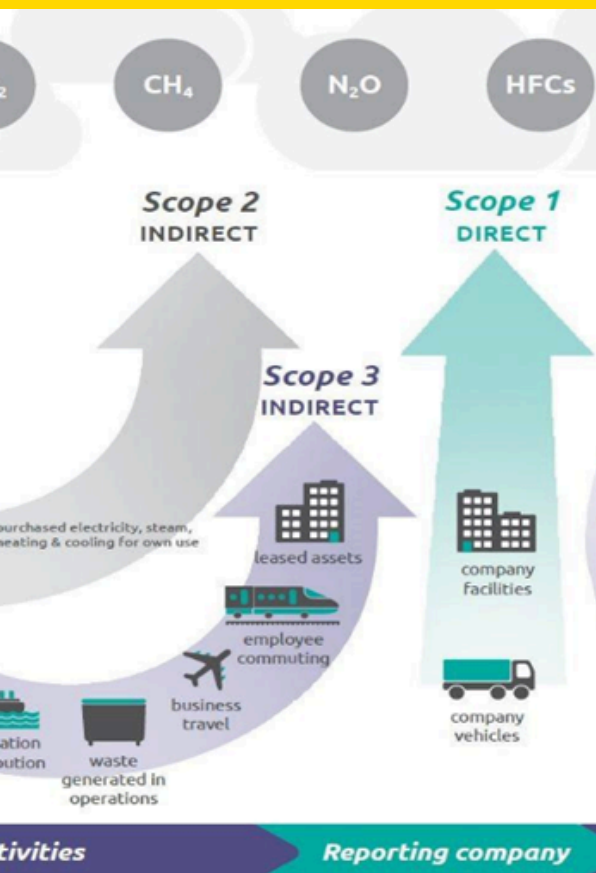 CH₄
N₂O
HFCs
Scope 2
INDIRECT
Scope 1
DIRECT
Scope 3
INDIRECT
purchased electricity, steam,
heating & cooling for own use
leased assets
company
facilities
employee
commuting
business
travel
company
vehicles
waste
generated in
operations
Reporting company